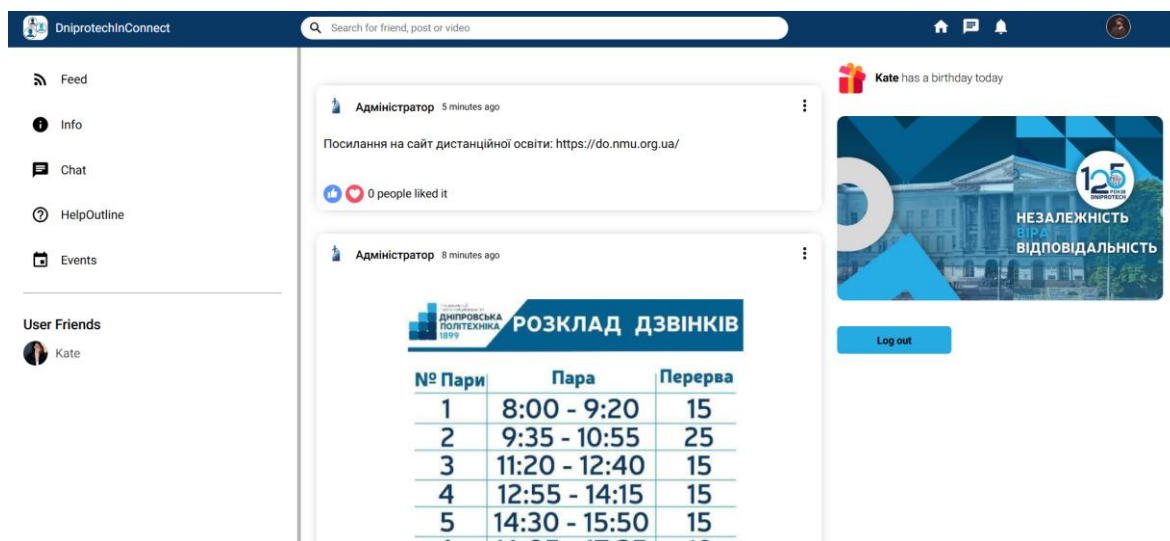 DniprotechInConnect
Search for friend, post or video
Feed
Info
Chat
HelpOutline
Events
User Friends
Kate
Адміністратор 5 minutes ago
Посилання на сайт дистанційної освіти: https://do.nmu.org.ua/
0 people liked it
Адміністратор 8 minutes ago
ДНІПРОВСЬКА
ПОЛІТЕХНІКА
1899
РОЗКЛАД ДЗВІНКІВ
№ Пари Пара Перерва
1 8:00 - 9:20 15
2 9:35 - 10:55 25
3 11:20 - 12:40 15
4 12:55 - 14:15 15
5 14:30 - 15:50 15
Kate has a birthday today
125
РОКІВ
DNIPROTECH
НЕЗАЛЕЖНІСТЬ
ВІРА
ВІДПОВІДАЛЬНІСТЬ
Log out